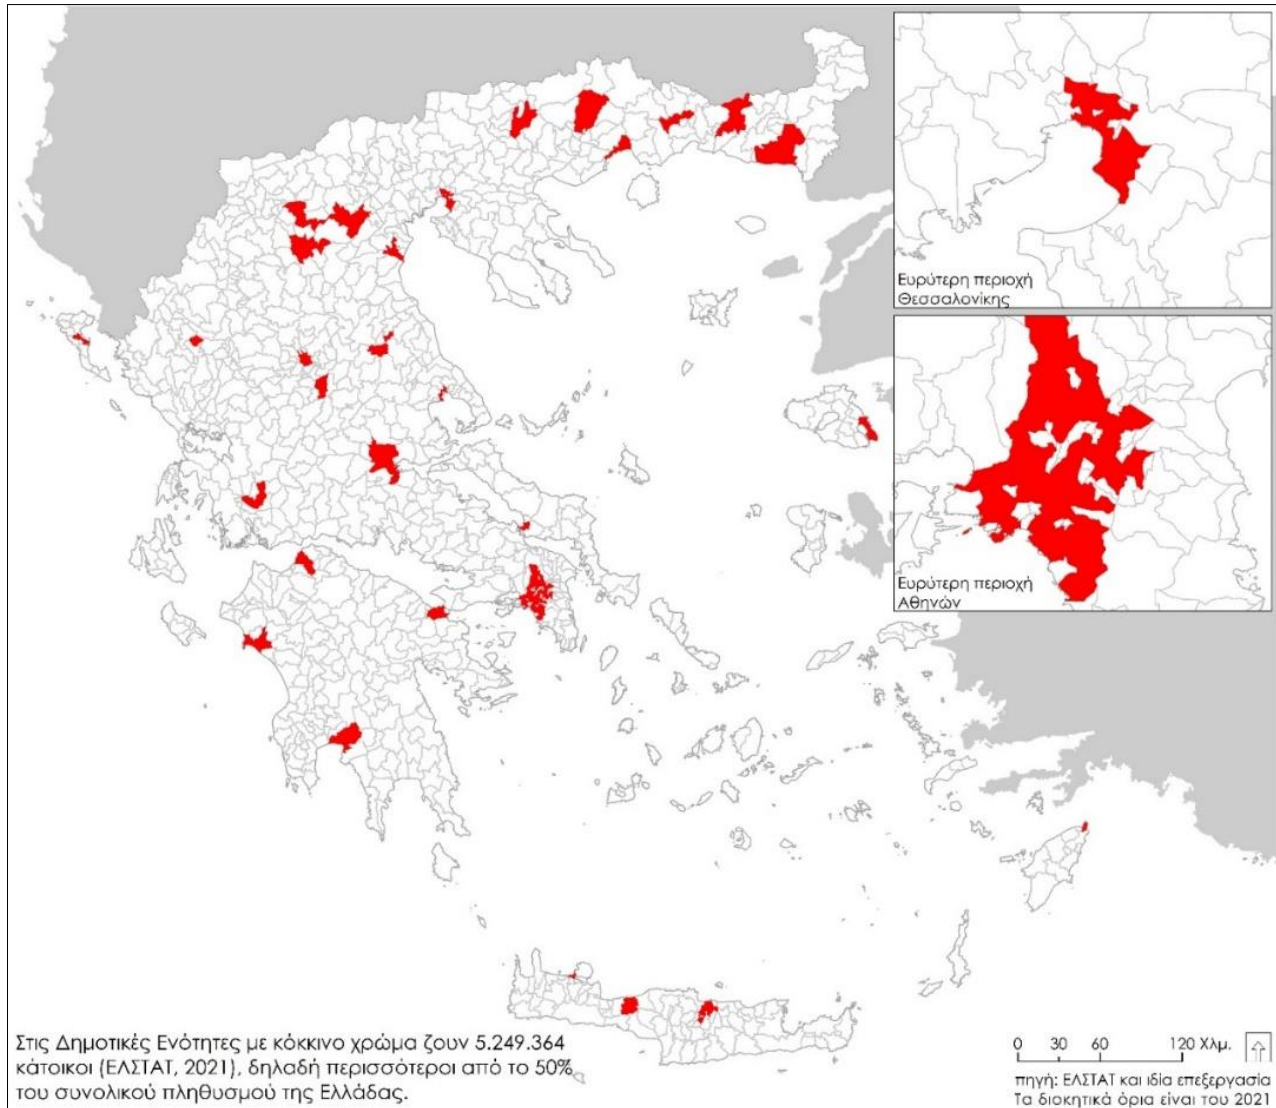 Ευρύτερη περιοχή
Θεσσαλονίκης
Ευρύτερη περιοχή
Αθηνών
Στις Δημοτικές Ενότητες με κόκκινο χρώμα ζουν 5.249.364
κάτοικοι (ΕΛΣΤΑΤ, 2021), δηλαδή περισσότεροι από το 50%
του συνολικού πληθυσμού της Ελλάδας.
0 30 60 120 Χλμ.
πηγή: ΕΛΣΤΑΤ και ιδία επεξεργασία
Τα διοκητικά όρια είναι του 2021